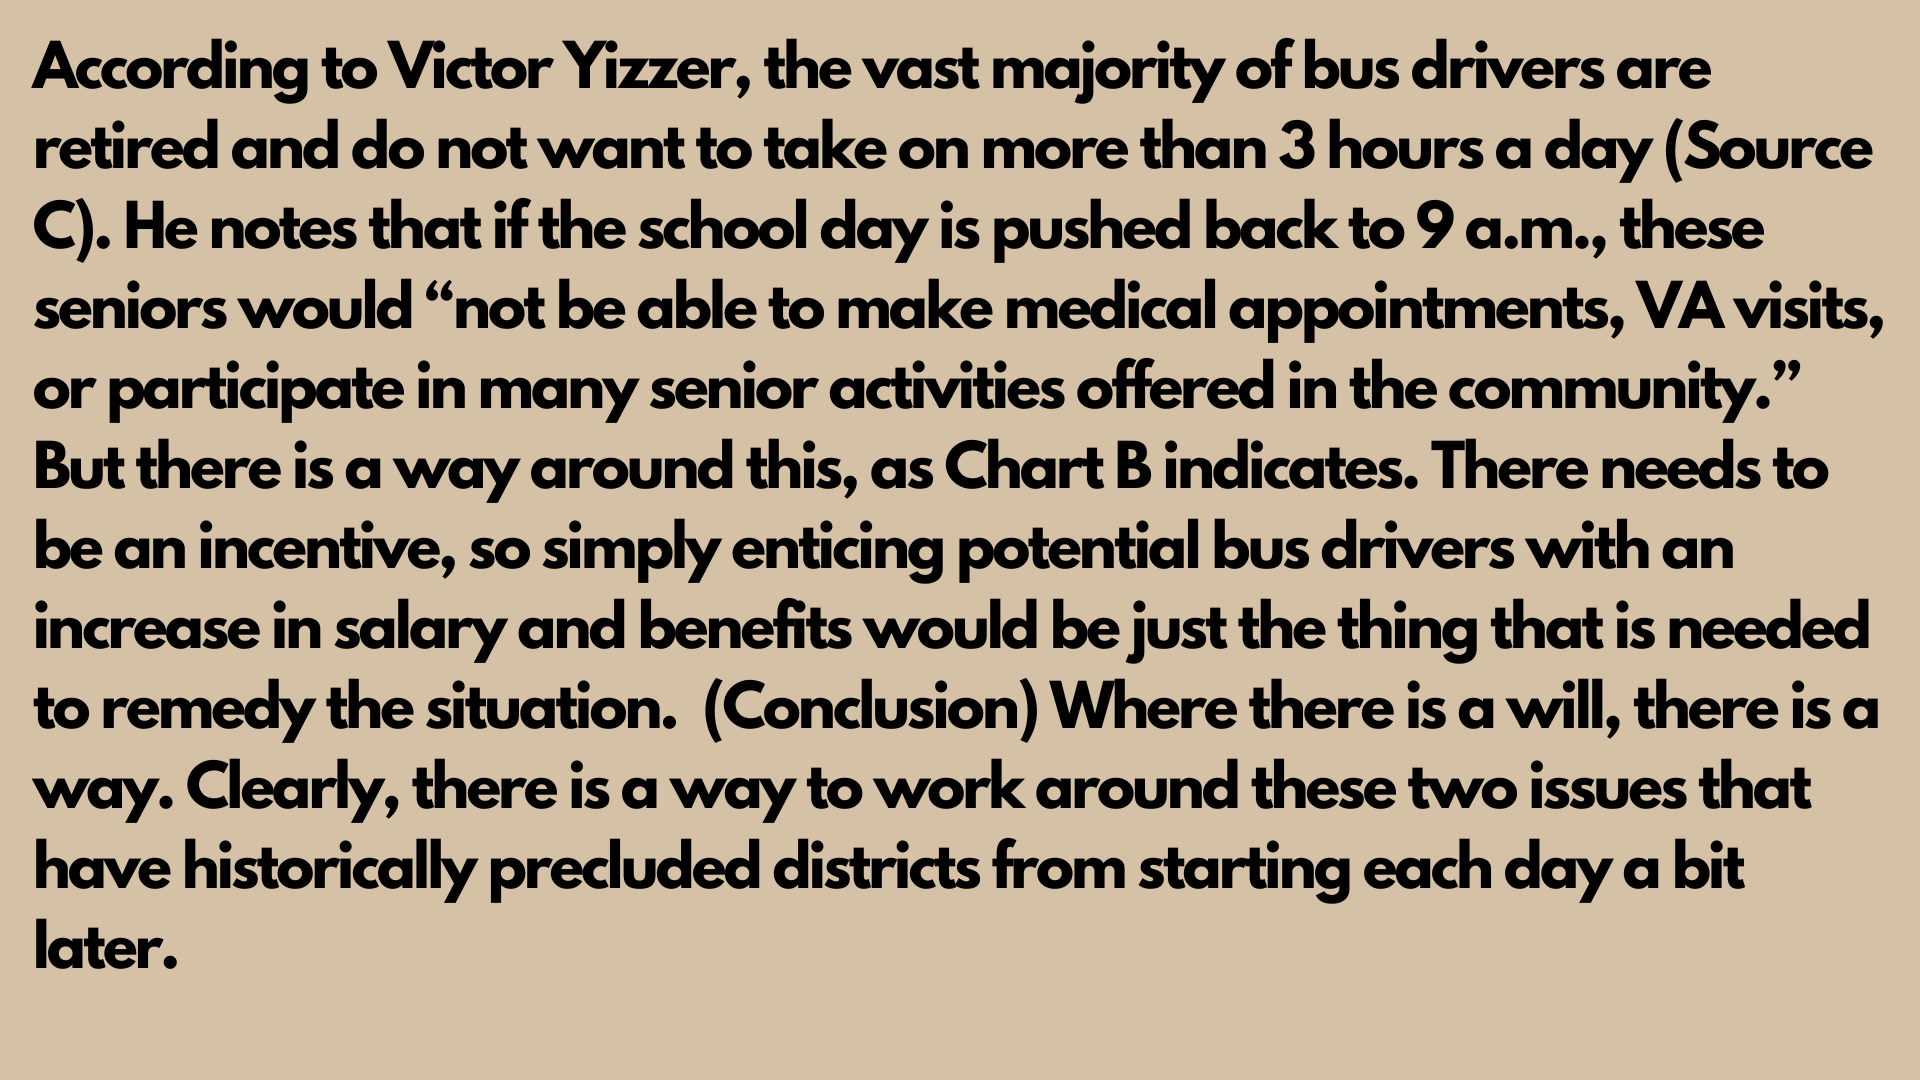 According to Victor Yizzer, the vast majority of bus drivers are
retired and do not want to take on more than 3 hours a day (Source
C). He notes that if the school day is pushed back to 9 a.m., these
seniors would “not be able to make medical appointments, VA visits,
or participate in many senior activities offered in the community.”
But there is a way around this, as Chart B indicates. There needs to
be an incentive, so simply enticing potential bus drivers with an
increase in salary and benefits would be just the thing that is needed
to remedy the situation.  (Conclusion) Where there is a will, there is a
way. Clearly, there is a way to work around these two issues that
have historically precluded districts from starting each day a bit
later.